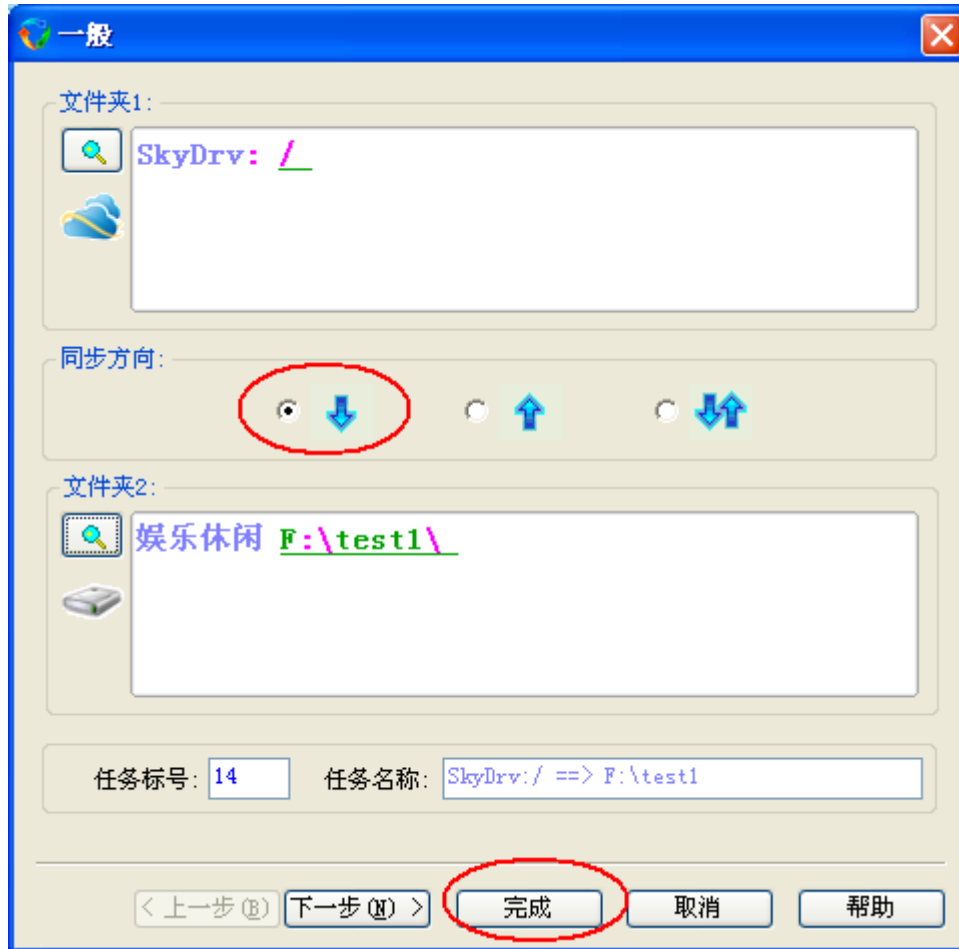 一般
文件夹1:
SkyDrv: /
同步方向:
文件夹2:
娱乐休闲 F:\test1\
任务标号: 14 任务名称: SkyDrv:/ ==> F:\test1
< 上一步(B) 下一步(N) > 完成 取消 帮助